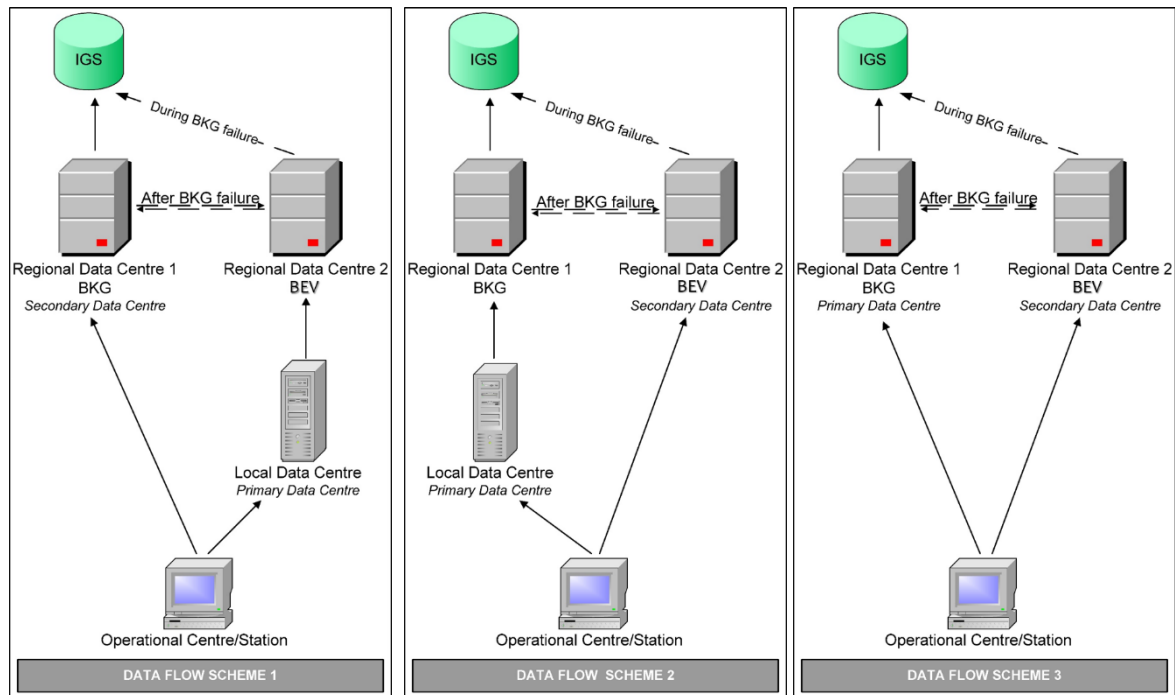 IGS
During BKG failure
After BKG failure
Regional Data Centre 1
BKG
Secondary Data Centre
Regional Data Centre 2
BEV
Local Data Centre
Primary Data Centre
Operational Centre/Station
DATA FLOW SCHEME 1
IGS
During BKG failure
After BKG failure
Regional Data Centre 1
BKG
Regional Data Centre 2
BEV
Secondary Data Centre
Local Data Centre
Primary Data Centre
Operational Centre/Station
DATA FLOW SCHEME 2
IGS
During BKG failure
After BKG failure
Regional Data Centre 1
BKG
Primary Data Centre
Regional Data Centre 2
BEV
Secondary Data Centre
Operational Centre/Station
DATA FLOW SCHEME 3